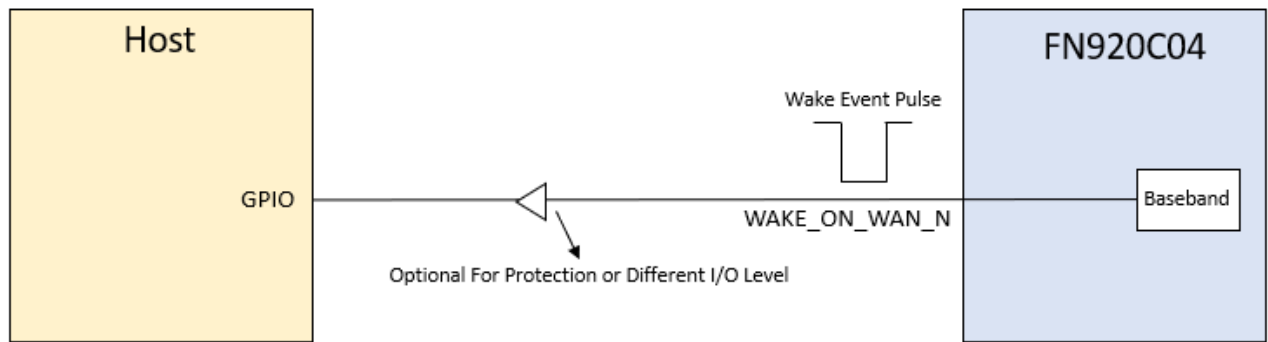 Host
FN920C04
Wake Event Pulse
GPIO
WAKE_ON_WAN_N
Baseband
Optional For Protection or Different I/O Level